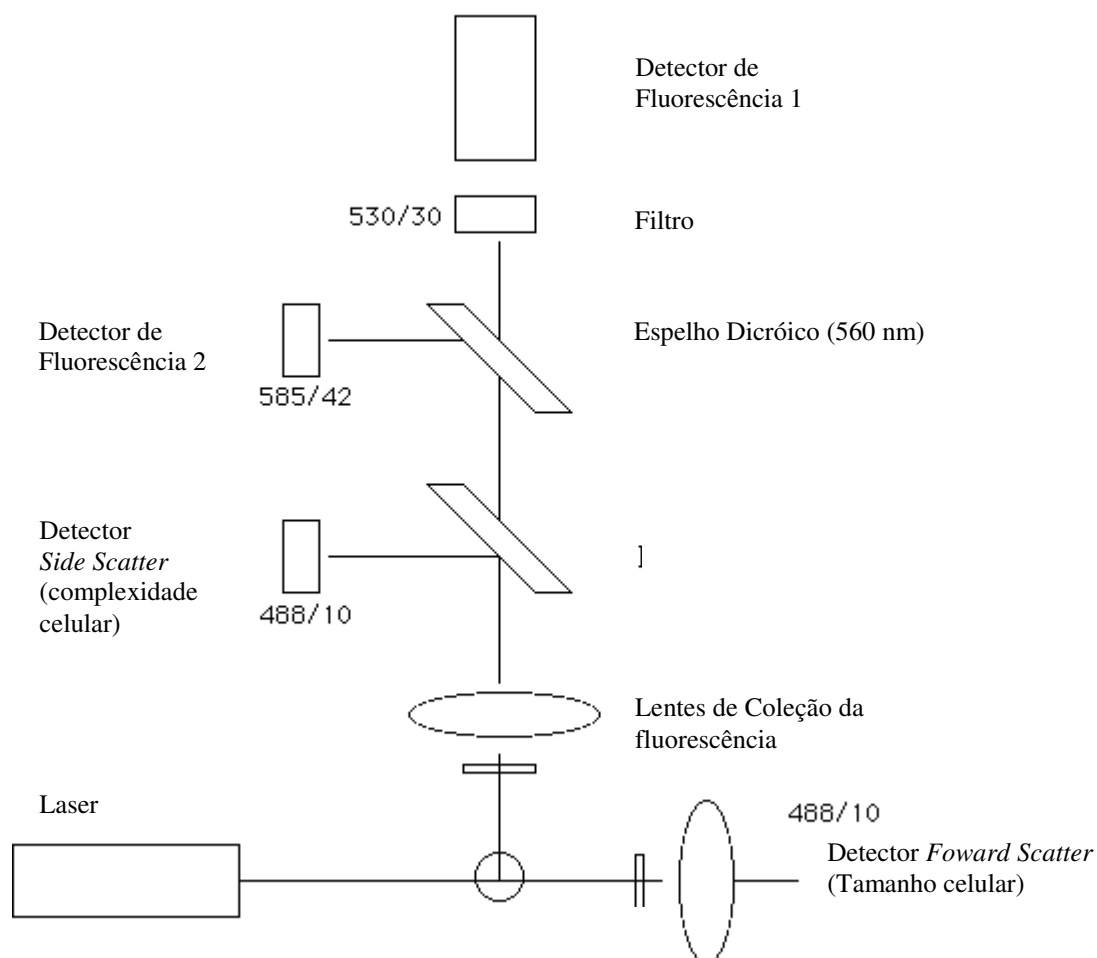 Detector de
Fluorescência 1
530/30
Filtro
Detector de
Fluorescência 2
585/42
Espelho Dicróico (560 nm)
Detector
Side Scatter
(complexidade
celular)
488/10
Lentes de Coleção da
fluorescência
Laser
488/10
Detector Foward Scatter
(Tamanho celular)